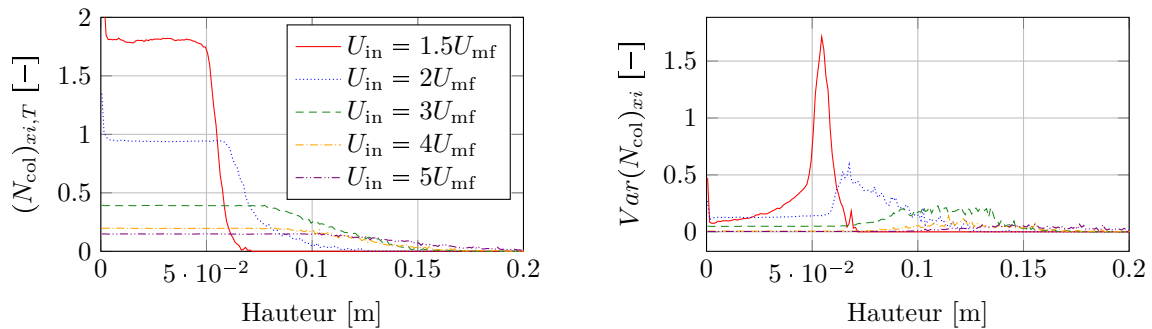 (N_col)_{xi,T} [−]
2
1.5
1
0.5
0
U_in = 1.5U_mf
U_in = 2U_mf
U_in = 3U_mf
U_in = 4U_mf
U_in = 5U_mf
0 5 · 10^{−2} 0.1 0.15 0.2
Hauteur [m]
Var(N_col)_{xi} [−]
1.5
1
0.5
0
0 5 · 10^{−2} 0.1 0.15 0.2
Hauteur [m]